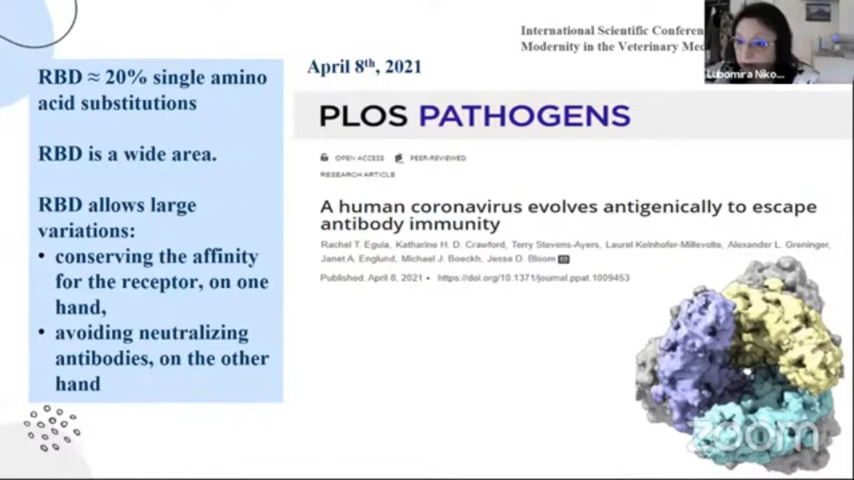 International Scientific Conferen
Modernity in the Veterinary Med
Lubomira Niko...
RBD ≈ 20% single amino
acid substitutions
RBD is a wide area.
RBD allows large
variations:
• conserving the affinity
for the receptor, on one
hand,
• avoiding neutralizing
antibodies, on the other
hand
April 8th, 2021
PLOS PATHOGENS
OPEN ACCESS PEER-REVIEWED
RESEARCH ARTICLE
A human coronavirus evolves antigenically to escape
antibody immunity
Rachel T. Eguia, Katharine H. D. Crawford, Terry Stevens-Ayers, Laurel Kelnhofer-Millevolte, Alexander L. Greninger,
Janet A. Englund, Michael J. Boeckh, Jesse D. Bloom
Published: April 8, 2021 • https://doi.org/10.1371/journal.ppat.1009453
zoom